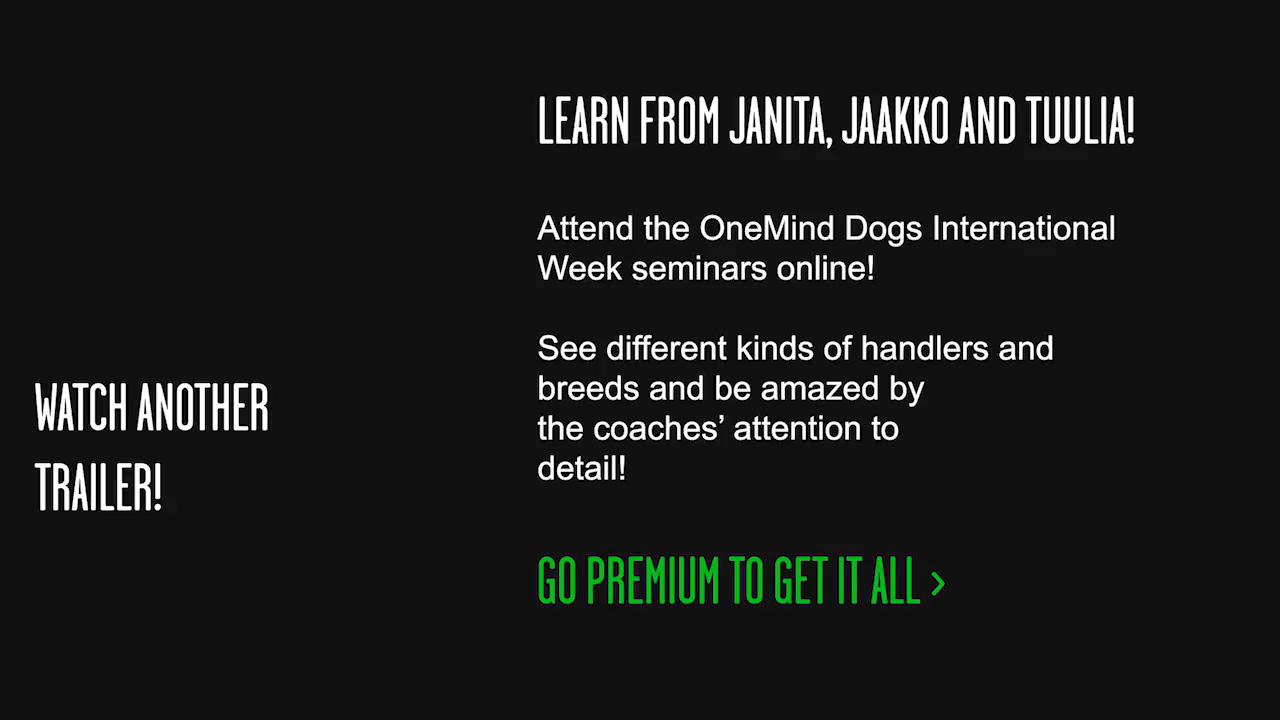 LEARN FROM JANITA, JAAKKO AND TUULIA!
Attend the OneMind Dogs International
Week seminars online!
See different kinds of handlers and
breeds and be amazed by
the coaches’ attention to
detail!
GO PREMIUM TO GET IT ALL >
WATCH ANOTHER
TRAILER!